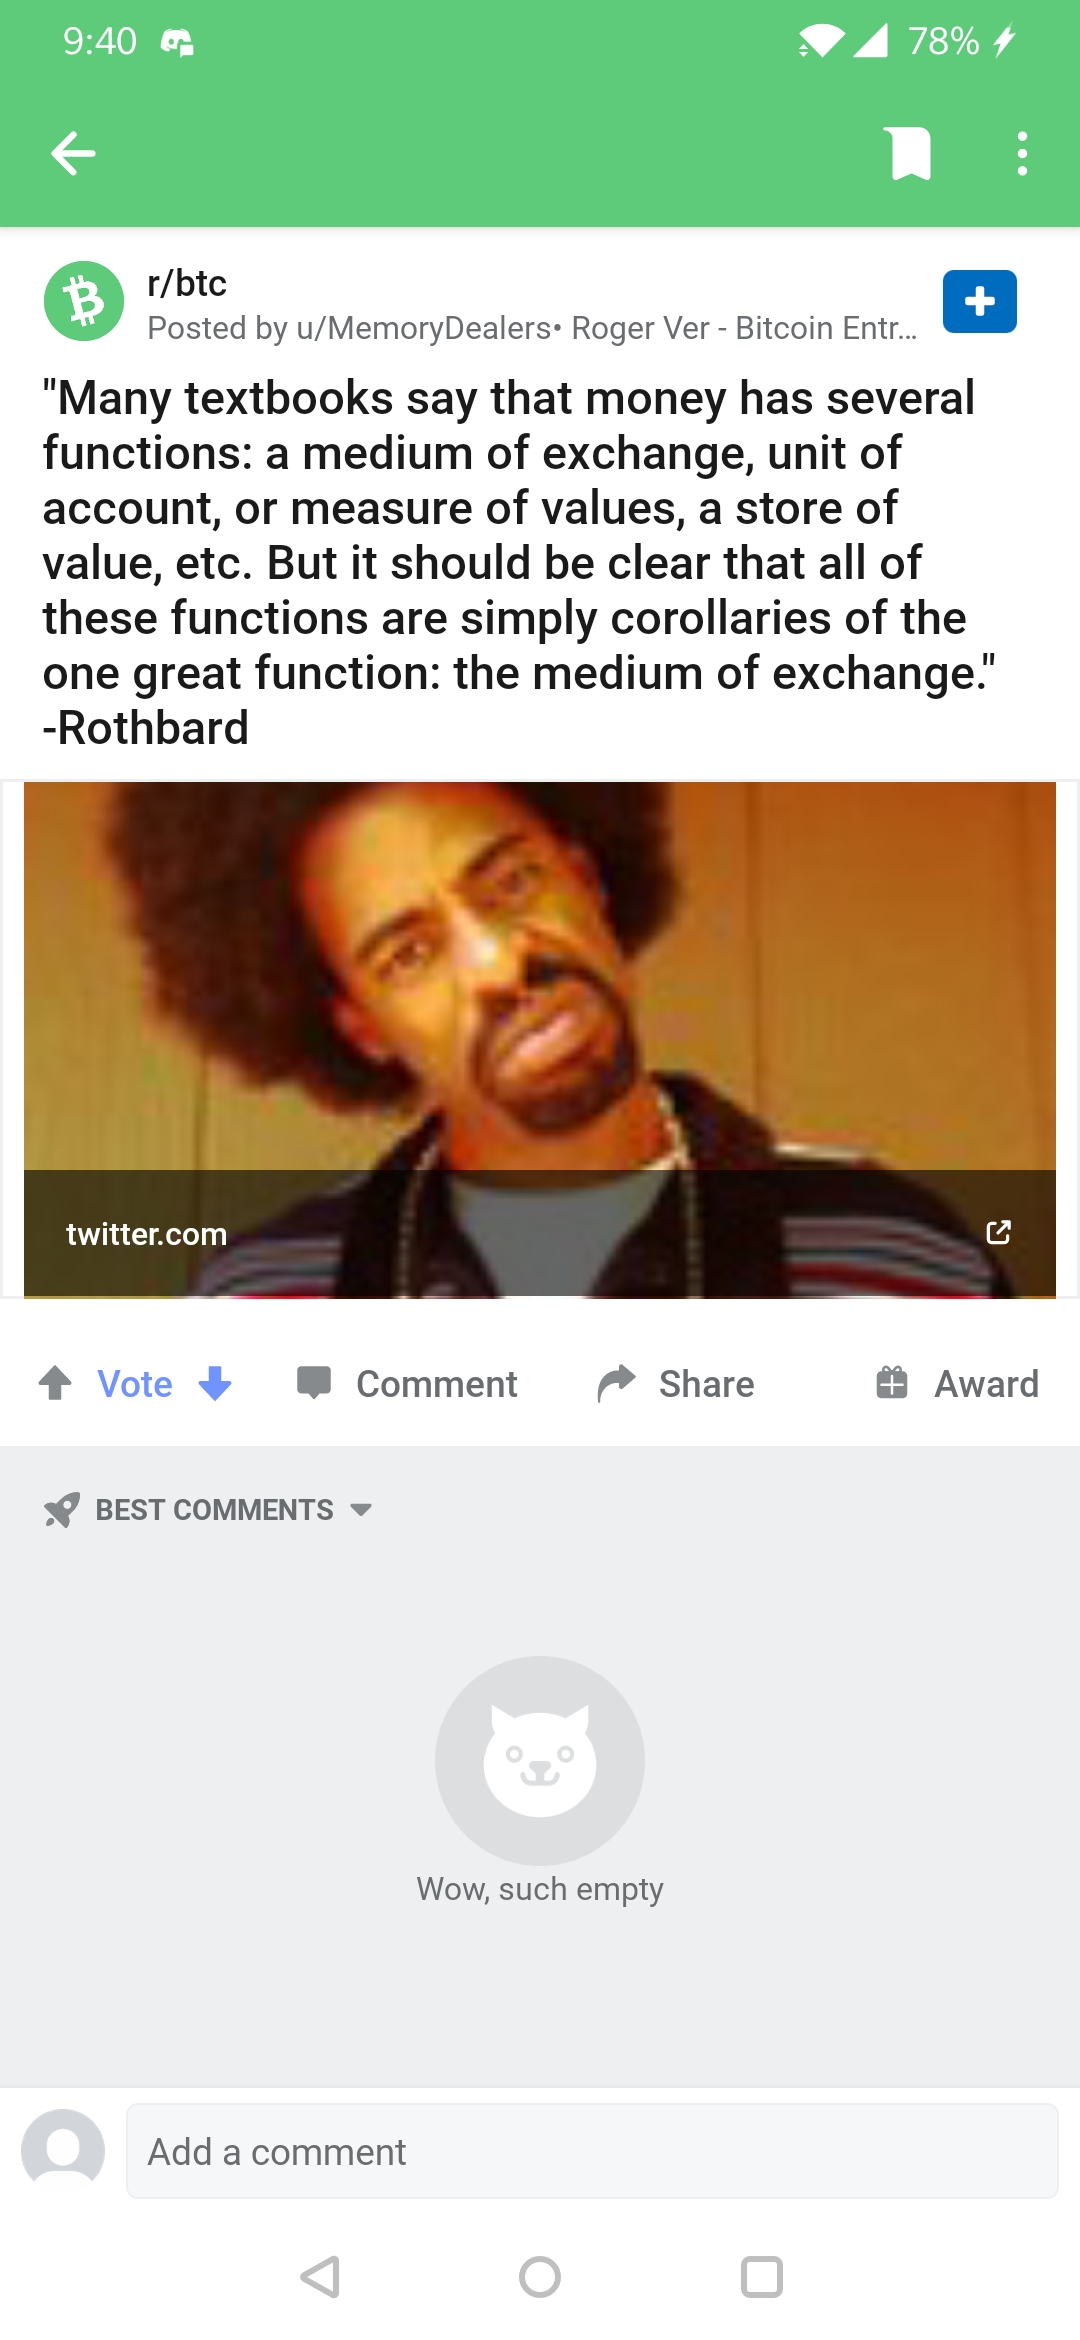 9:40
78%
r/btc
Posted by u/MemoryDealers• Roger Ver - Bitcoin Entr...
"Many textbooks say that money has several
functions: a medium of exchange, unit of
account, or measure of values, a store of
value, etc. But it should be clear that all of
these functions are simply corollaries of the
one great function: the medium of exchange."
-Rothbard
twitter.com
Vote Comment Share Award
BEST COMMENTS
Wow, such empty
Add a comment